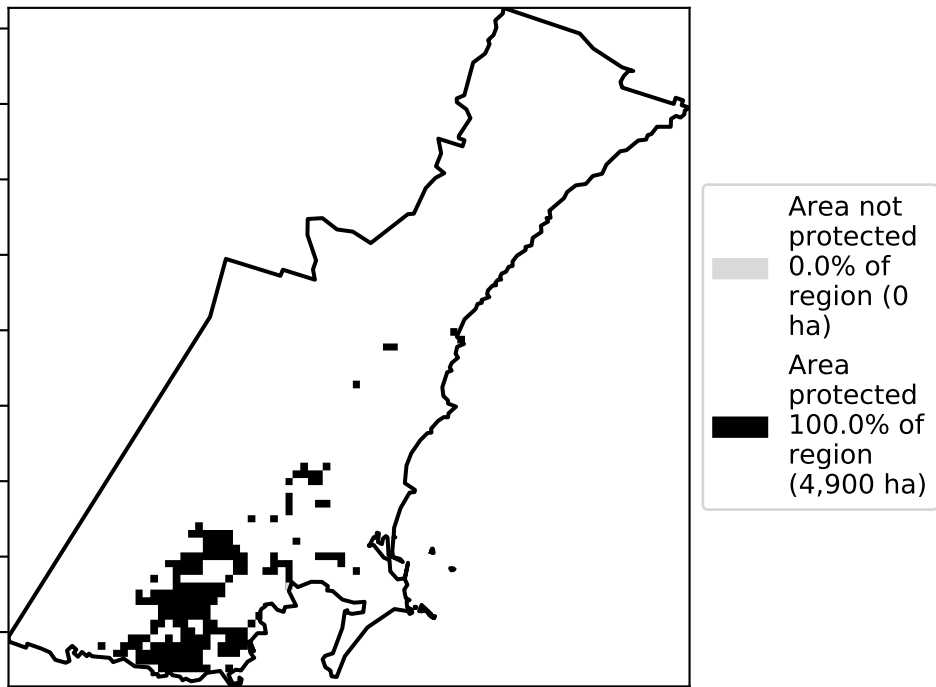 Area not
protected
0.0% of
region (0
ha)
Area
protected
100.0% of
region
(4,900 ha)